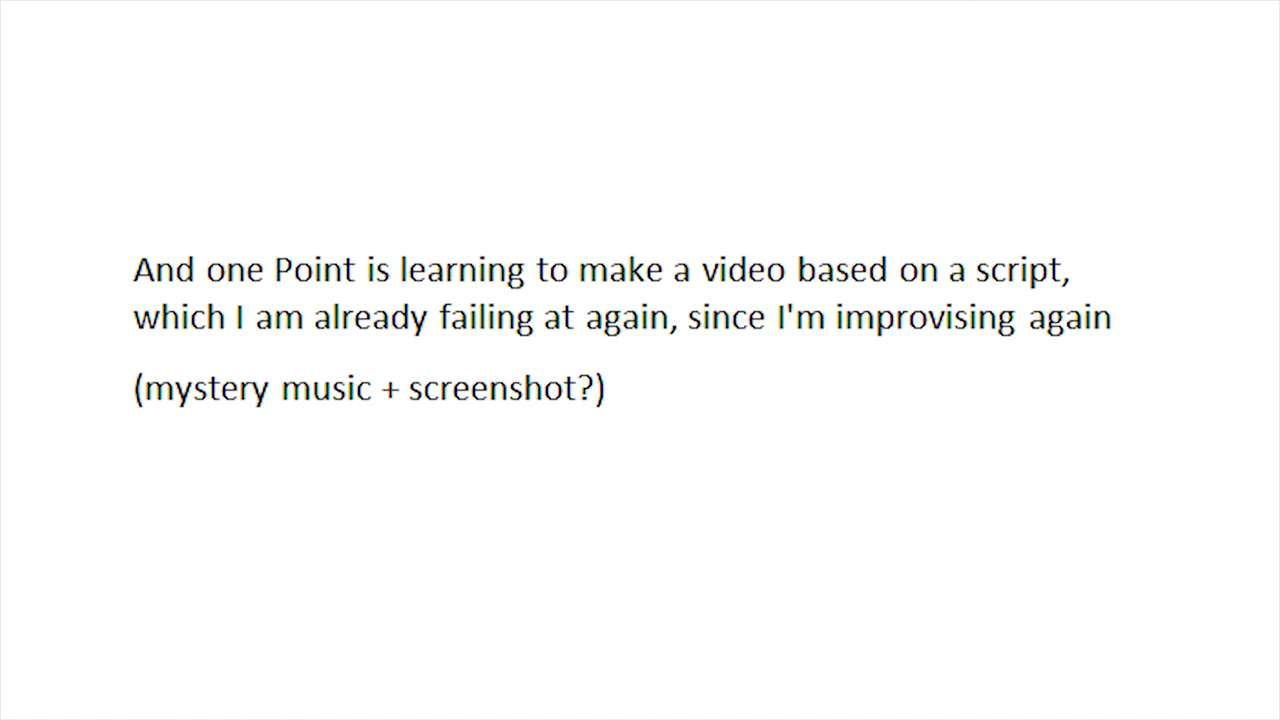 And one Point is learning to make a video based on a script,
which I am already failing at again, since I'm improvising again
(mystery music + screenshot?)